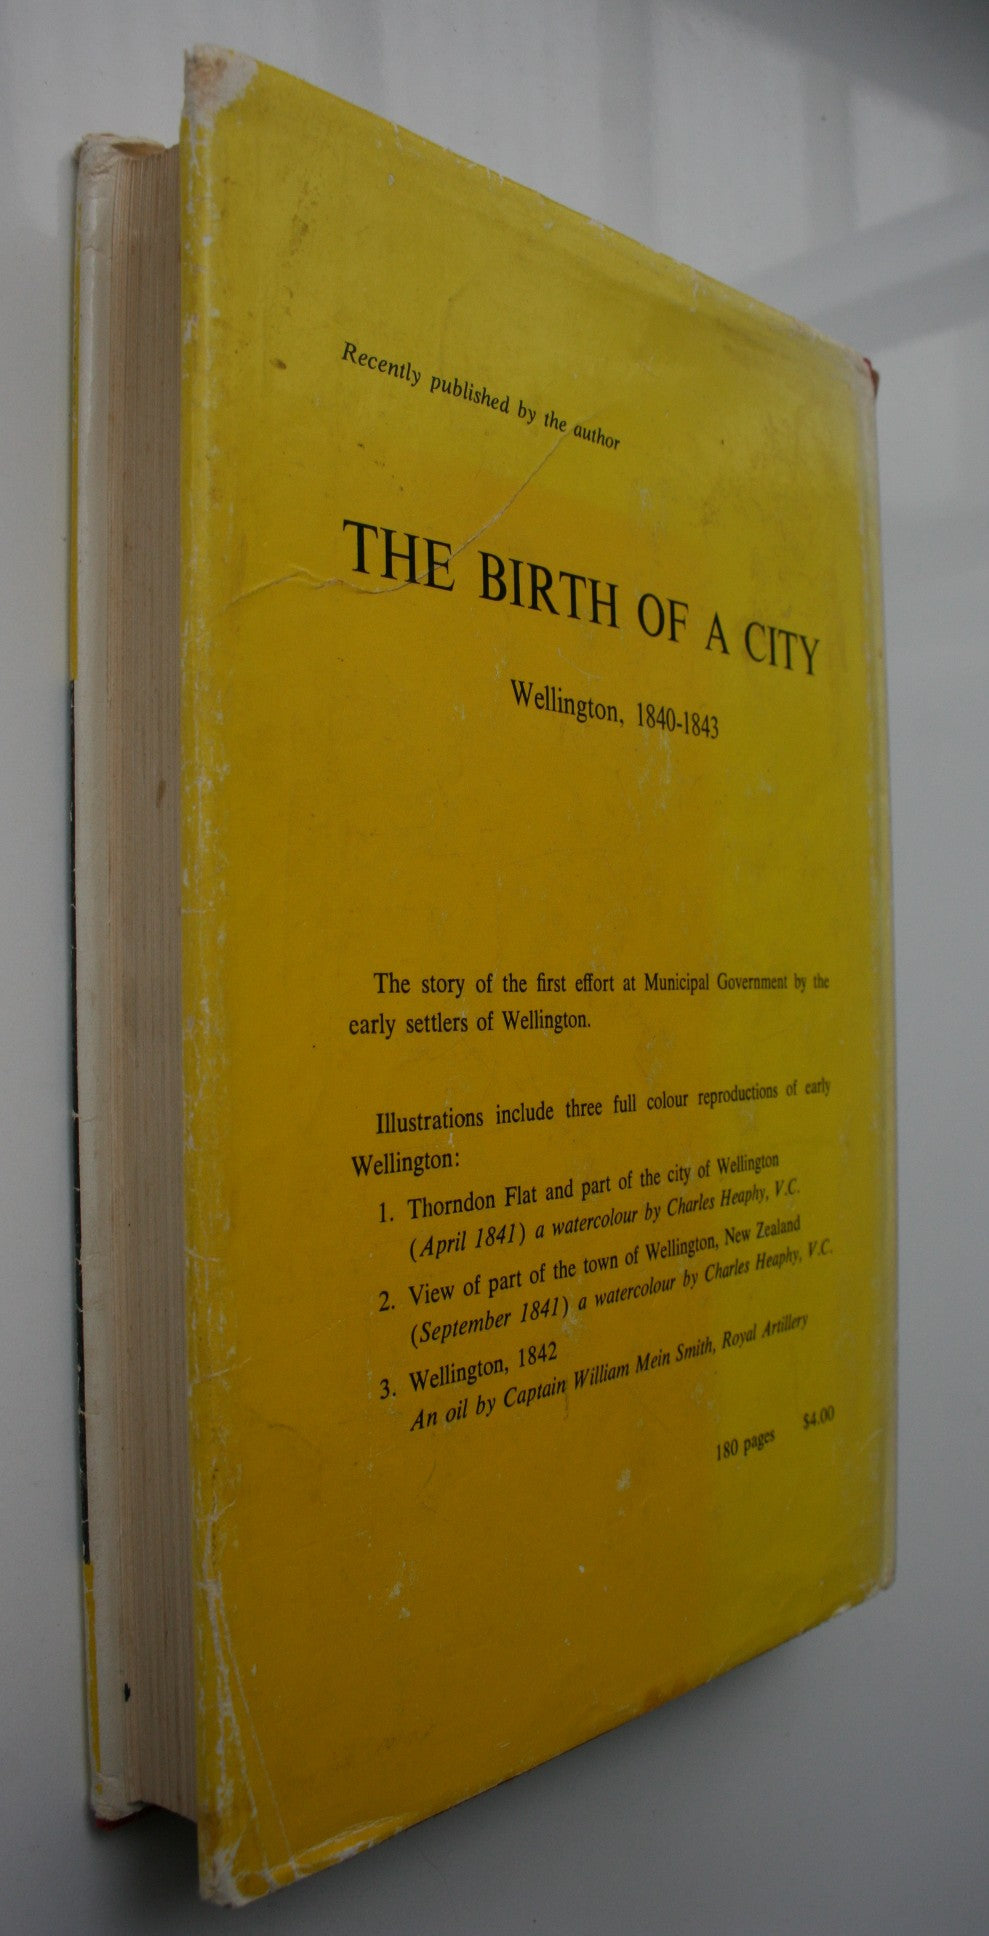 Recently published by the author
THE BIRTH OF A CITY
Wellington, 1840-1843
The story of the first effort at Municipal Government by the
early settlers of Wellington.
Illustrations include three full colour reproductions of early
Wellington:
1. Thorndon Flat and part of the city of Wellington
(April 1841) a watercolour by Charles Heaphy, V.C.
2. View of part of the town of Wellington, New Zealand
(September 1841) a watercolour by Charles Heaphy, V.C.
3. Wellington, 1842
An oil by Captain William Mein Smith, Royal Artillery
180 pages $4.00